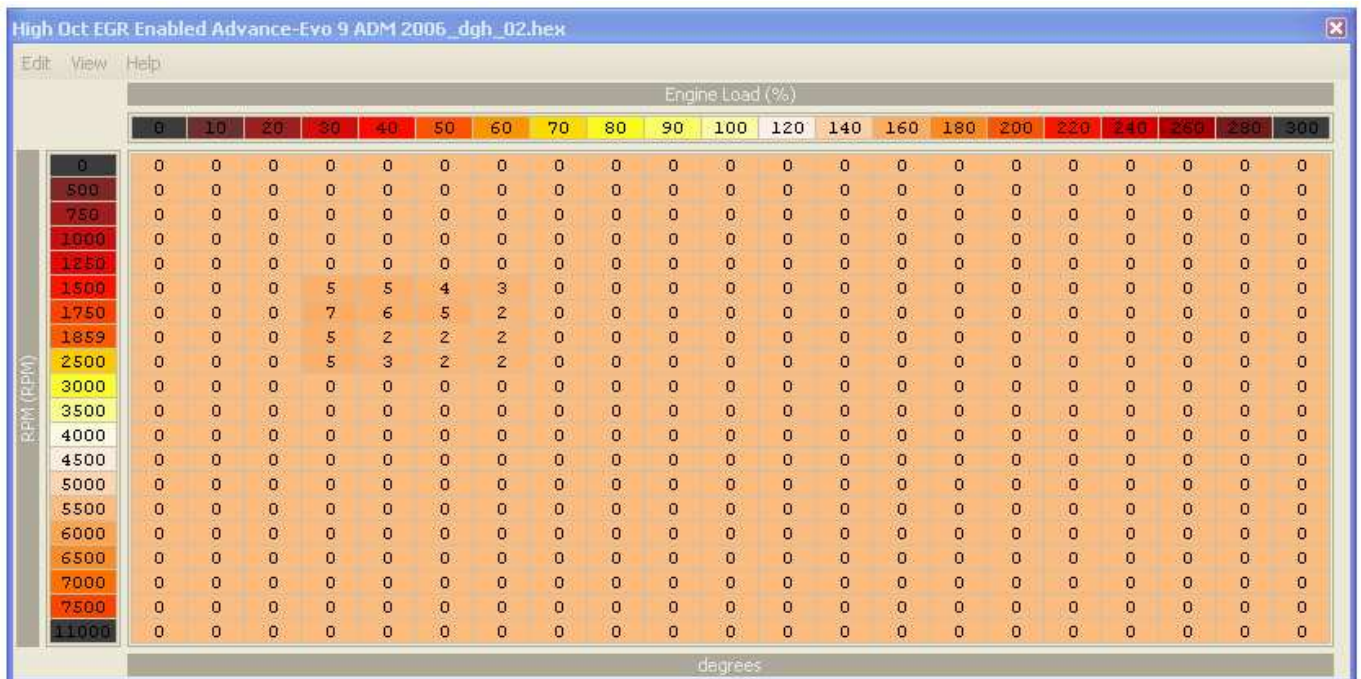 High Oct EGR Enabled Advance-Evo 9 ADM 2006_dgh_02.hex
Edit View Help
Engine Load (%)
0 10 20 30 40 50 60 70 80 90 100 120 140 160 180 200 220 240 260 280 300
RPM (RPM)
0 0 0 0 0 0 0 0 0 0 0 0 0 0 0 0 0 0 0 0 0 0
500 0 0 0 0 0 0 0 0 0 0 0 0 0 0 0 0 0 0 0 0 0
750 0 0 0 0 0 0 0 0 0 0 0 0 0 0 0 0 0 0 0 0 0
1000 0 0 0 0 0 0 0 0 0 0 0 0 0 0 0 0 0 0 0 0 0
1250 0 0 0 0 0 0 0 0 0 0 0 0 0 0 0 0 0 0 0 0 0
1500 0 0 0 5 5 4 3 0 0 0 0 0 0 0 0 0 0 0 0 0 0
1750 0 0 0 7 6 5 2 0 0 0 0 0 0 0 0 0 0 0 0 0 0
1859 0 0 0 5 2 2 2 0 0 0 0 0 0 0 0 0 0 0 0 0 0
2500 0 0 0 5 3 2 2 0 0 0 0 0 0 0 0 0 0 0 0 0 0
3000 0 0 0 0 0 0 0 0 0 0 0 0 0 0 0 0 0 0 0 0 0
3500 0 0 0 0 0 0 0 0 0 0 0 0 0 0 0 0 0 0 0 0 0
4000 0 0 0 0 0 0 0 0 0 0 0 0 0 0 0 0 0 0 0 0 0
4500 0 0 0 0 0 0 0 0 0 0 0 0 0 0 0 0 0 0 0 0 0
5000 0 0 0 0 0 0 0 0 0 0 0 0 0 0 0 0 0 0 0 0 0
5500 0 0 0 0 0 0 0 0 0 0 0 0 0 0 0 0 0 0 0 0 0
6000 0 0 0 0 0 0 0 0 0 0 0 0 0 0 0 0 0 0 0 0 0
6500 0 0 0 0 0 0 0 0 0 0 0 0 0 0 0 0 0 0 0 0 0
7000 0 0 0 0 0 0 0 0 0 0 0 0 0 0 0 0 0 0 0 0 0
7500 0 0 0 0 0 0 0 0 0 0 0 0 0 0 0 0 0 0 0 0 0
11000 0 0 0 0 0 0 0 0 0 0 0 0 0 0 0 0 0 0 0 0 0
degrees